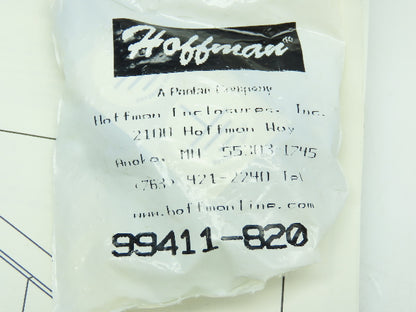 Hoffman®
A Pentair Company
Hoffman Enclosures, Inc.
2100 Hoffman Way
Anoka, MN 55303-1745
(763) 421-2240 Tel
www.hoffmanline.com
99411-820